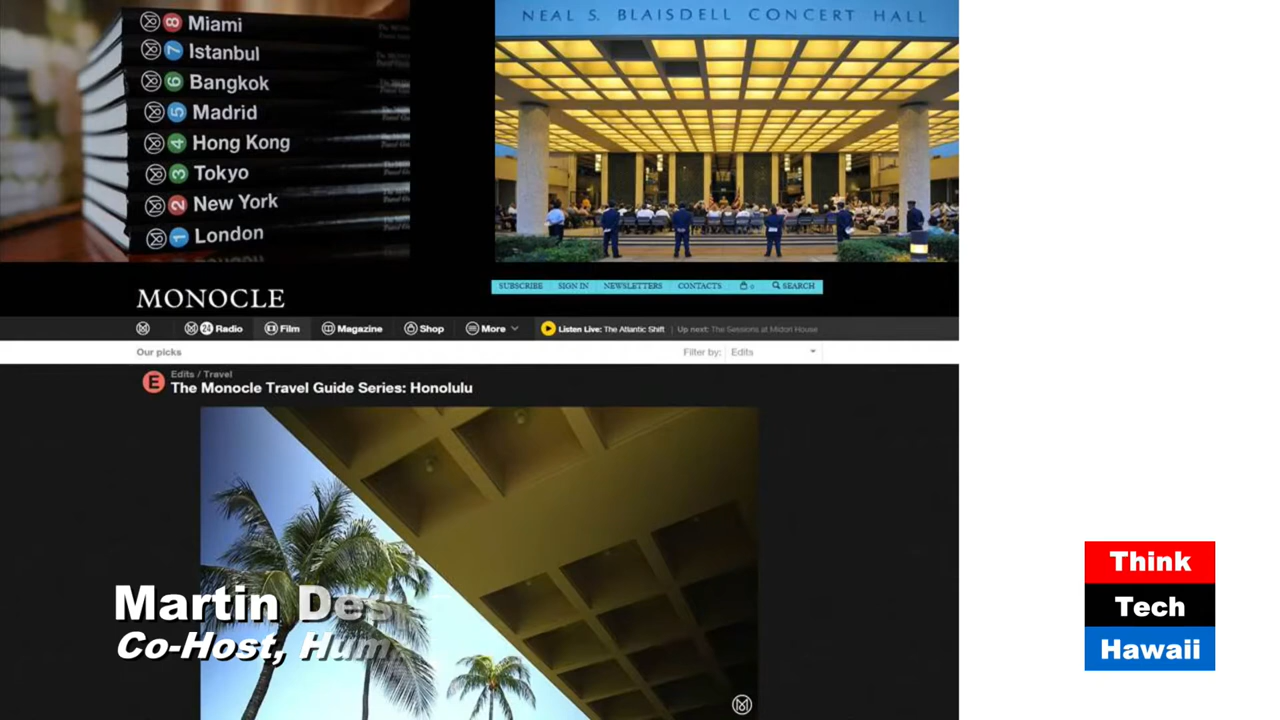 8 Miami
7 Istanbul
6 Bangkok
5 Madrid
4 Hong Kong
3 Tokyo
2 New York
1 London
NEAL S. BLAISDELL CONCERT HALL
MONOCLE
SUBSCRIBE SIGN IN NEWSLETTERS CONTACTS 0 SEARCH
24 Radio Film Magazine Shop More Listen Live: The Atlantic Shift | Up next: The Sessions at Midori House
Our picks Filter by: Edits
E Edits / Travel
The Monocle Travel Guide Series: Honolulu
Martin Des
Co-Host, Hum
Think
Tech
Hawaii